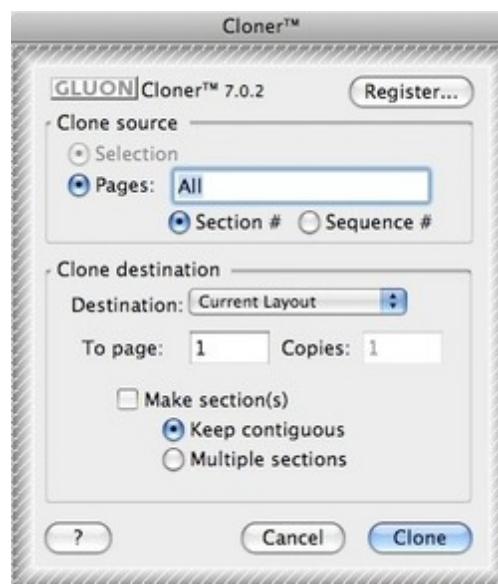 Cloner™
GLUON Cloner™ 7.0.2 Register...
Clone source
Selection
Pages: All
Section # Sequence #
Clone destination
Destination: Current Layout
To page: 1 Copies: 1
Make section(s)
Keep contiguous
Multiple sections
? Cancel Clone